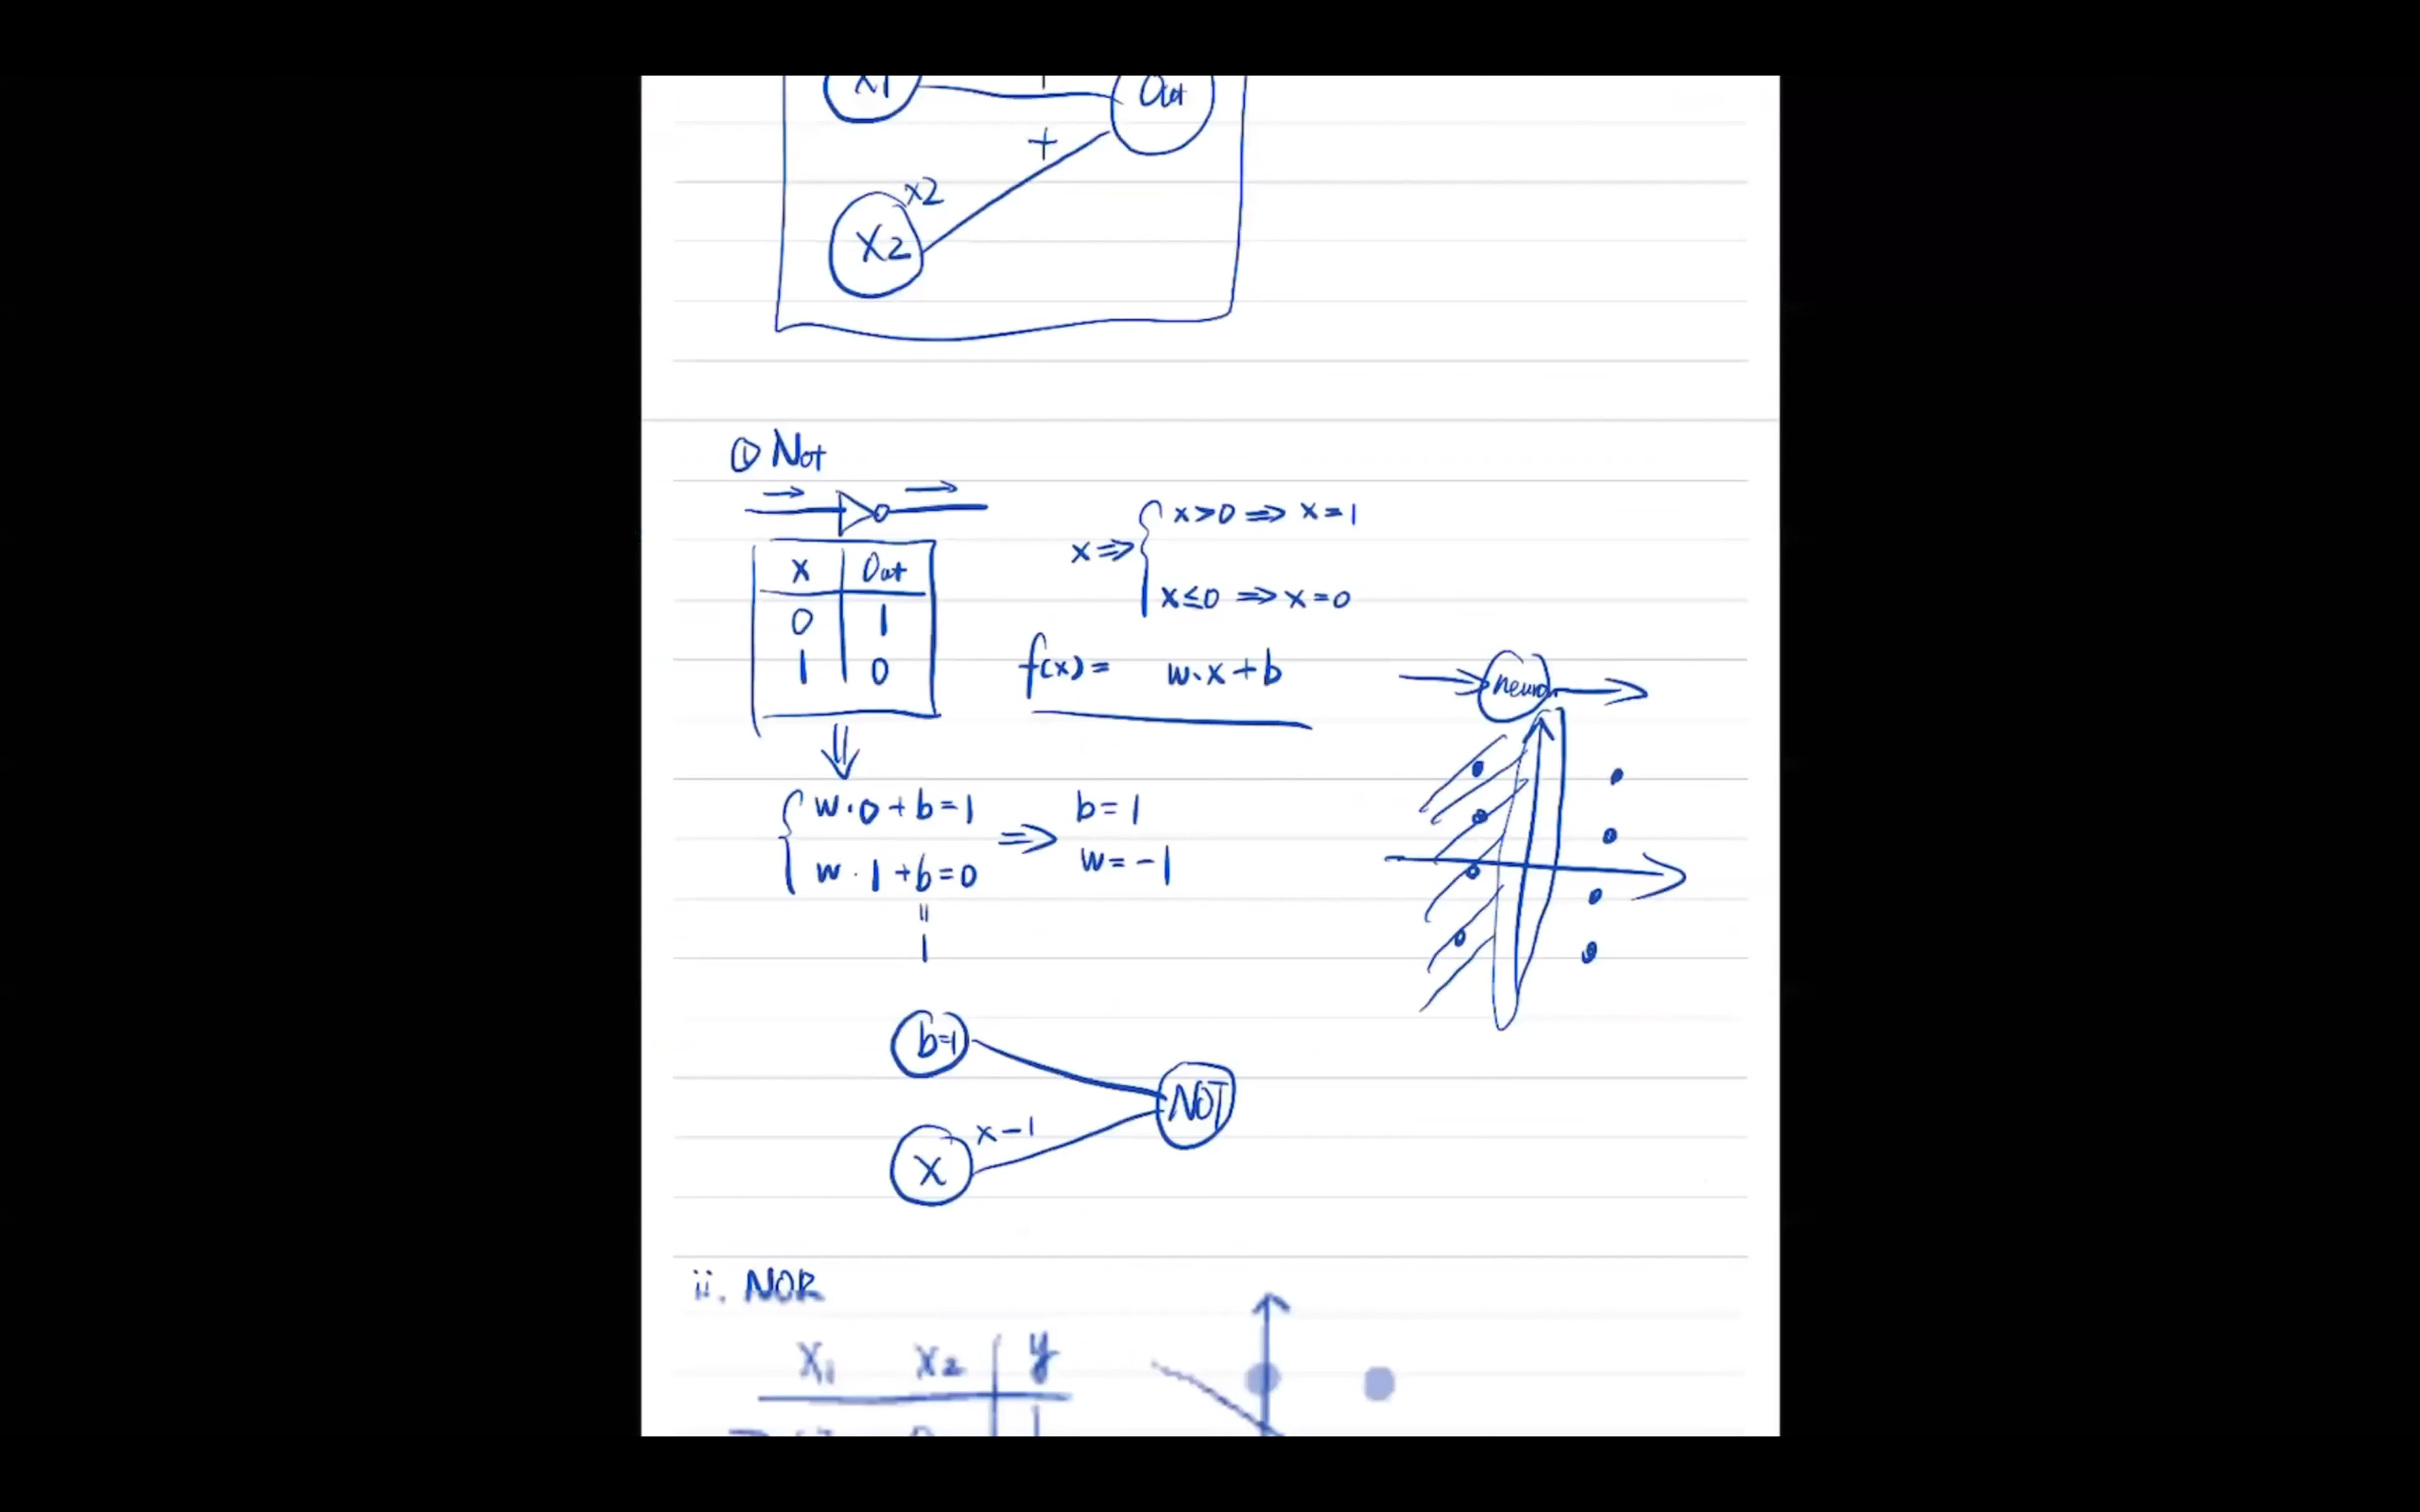 X1 Out
+
x2
X2
① Not
x>0 ⇒ x=1
x ⇒
x≤0 ⇒ x=0
X Out
0 1
1 0
f(x)= w·x+b
neuron
w·0+b=1 ⇒ b=1
w·1+b=0 w=-1
=
1
b=1
NOT
x-1
X
ii. NOR
X1 X2 y